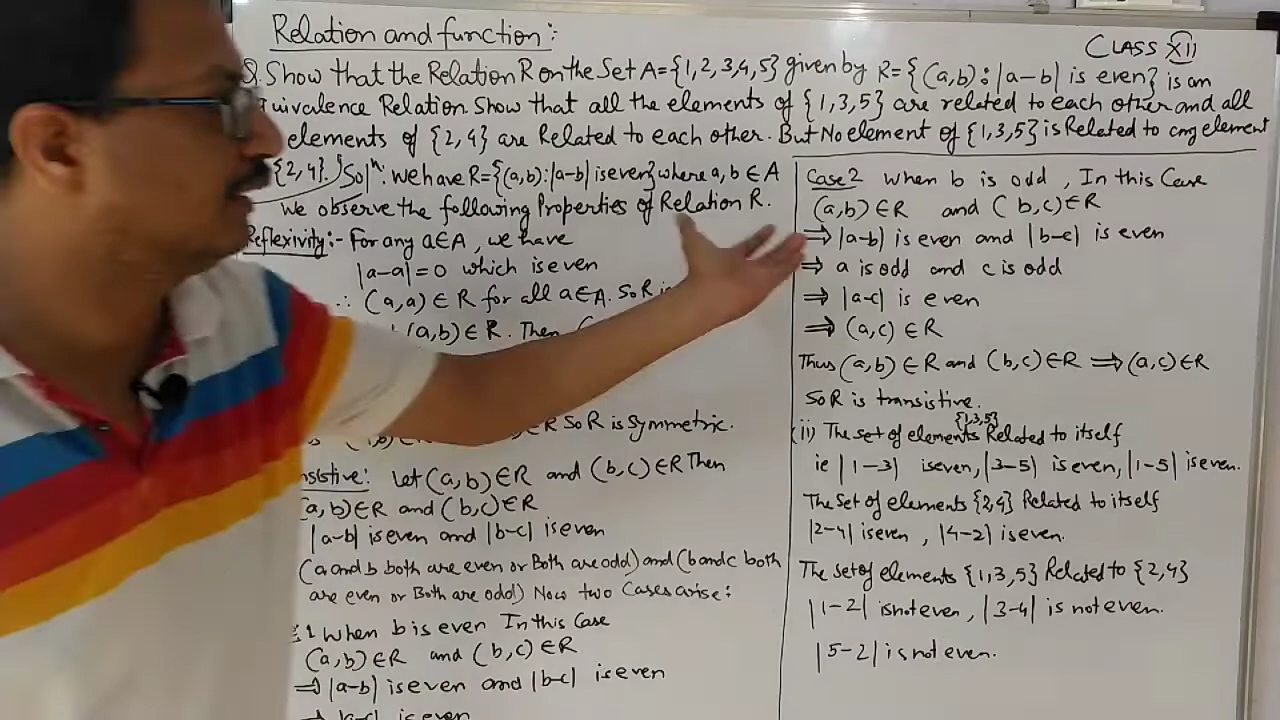 Relation and function:
CLASS XII
Q. Show that the Relation R on the Set A={1,2,3,4,5} given by R={(a,b):|a-b| is even} is an
uivalence Relation. Show that all the elements of {1,3,5} are related to each other and all
elements of {2,4} are Related to each other. But No element of {1,3,5} is Related to any element
{2,4}. Solⁿ: we have R={(a,b):|a-b| is even} where a, b ∈ A
we observe the following Properties of Relation R.
Reflexivity:- For any a∈A, we have
|a-a|=0 which is even
∴ (a,a) ∈ R for all a∈A. So R is
(a,b) ∈ R. Then
∈R So R is Symmetric.
nsistive: let (a,b)∈R and (b,c)∈R Then
(a,b)∈R and (b,c)∈R
|a-b| is even and |b-c| is even
(a and b both are even or Both are odd) and (b and c both
are even or Both are odd) Now two Cases arise:
1 When b is even In this Case
(a,b)∈R and (b,c)∈R
⇒ |a-b| is even and |b-c| is even
⇒ |a-c| is even
Case 2 when b is odd, In this Case
(a,b)∈R and (b,c)∈R
⇒ |a-b| is even and |b-c| is even
⇒ a is odd and c is odd
⇒ |a-c| is even
⇒ (a,c) ∈R
Thus (a,b)∈R and (b,c)∈R ⇒ (a,c)∈R
So R is transistive.
{1,3,5}
(ii) The set of elements Related to itself
ie |1-3| is even, |3-5| is even, |1-5| is even.
The Set of elements {2,4} Related to itself
|2-4| is even, |4-2| is even.
The set of elements {1,3,5} Related to {2,4}
|1-2| is not even, |3-4| is not even.
|5-2| is not even.